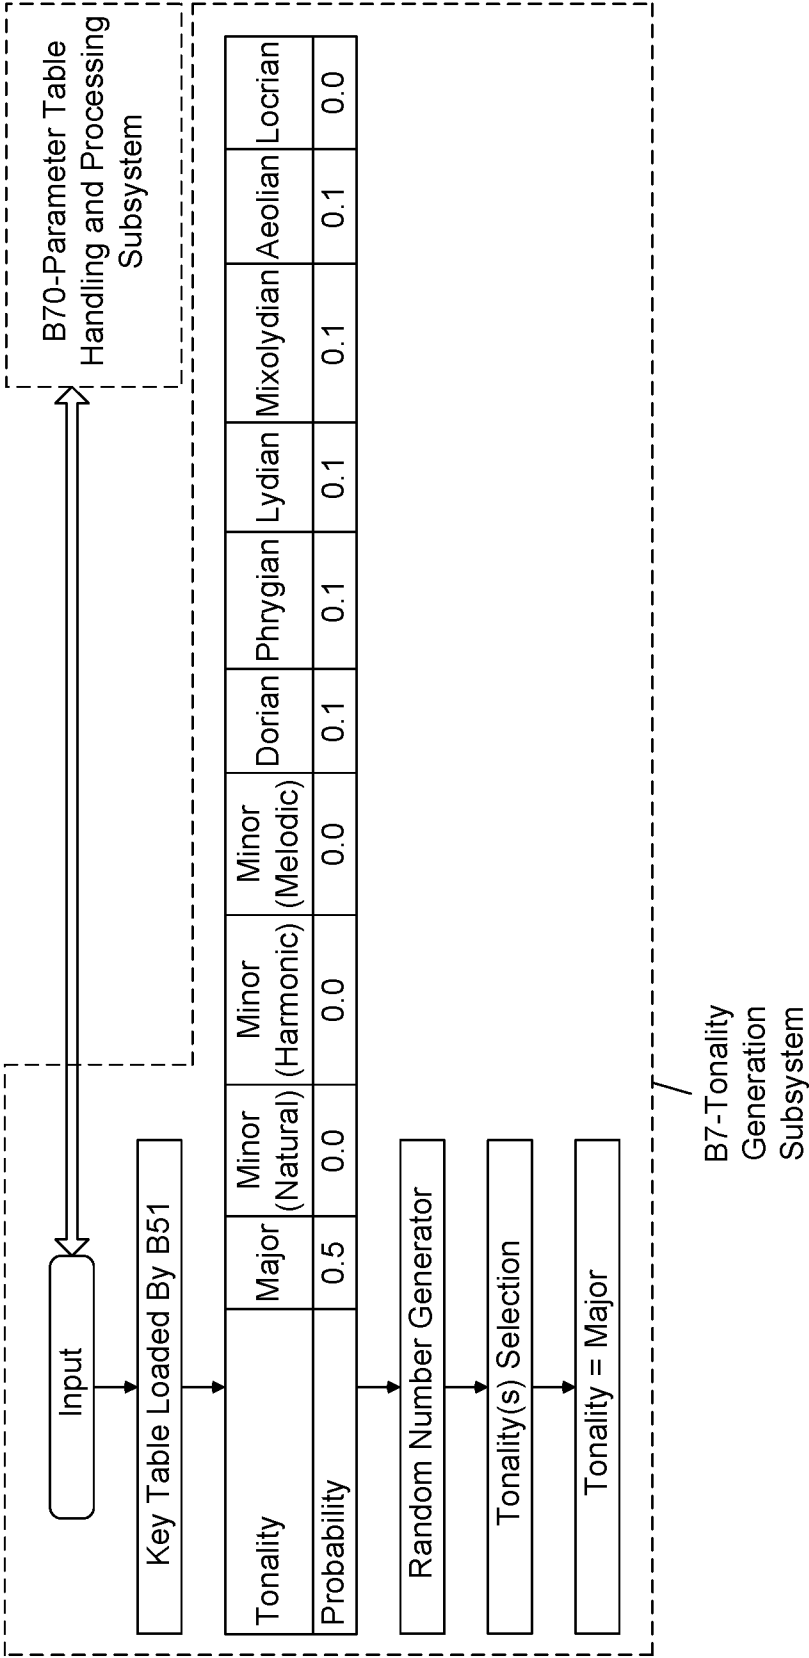 B70-Parameter Table
Handling and Processing
Subsystem
Input
Key Table Loaded By B51
Tonality
Major
Minor
(Natural)
Minor
(Harmonic)
Minor
(Melodic)
Dorian
Phrygian
Lydian
Mixolydian
Aeolian
Locrian
Probability
0.5
0.0
0.0
0.0
0.1
0.1
0.1
0.1
0.1
0.0
Random Number Generator
Tonality(s) Selection
Tonality = Major
B7-Tonality
Generation
Subsystem